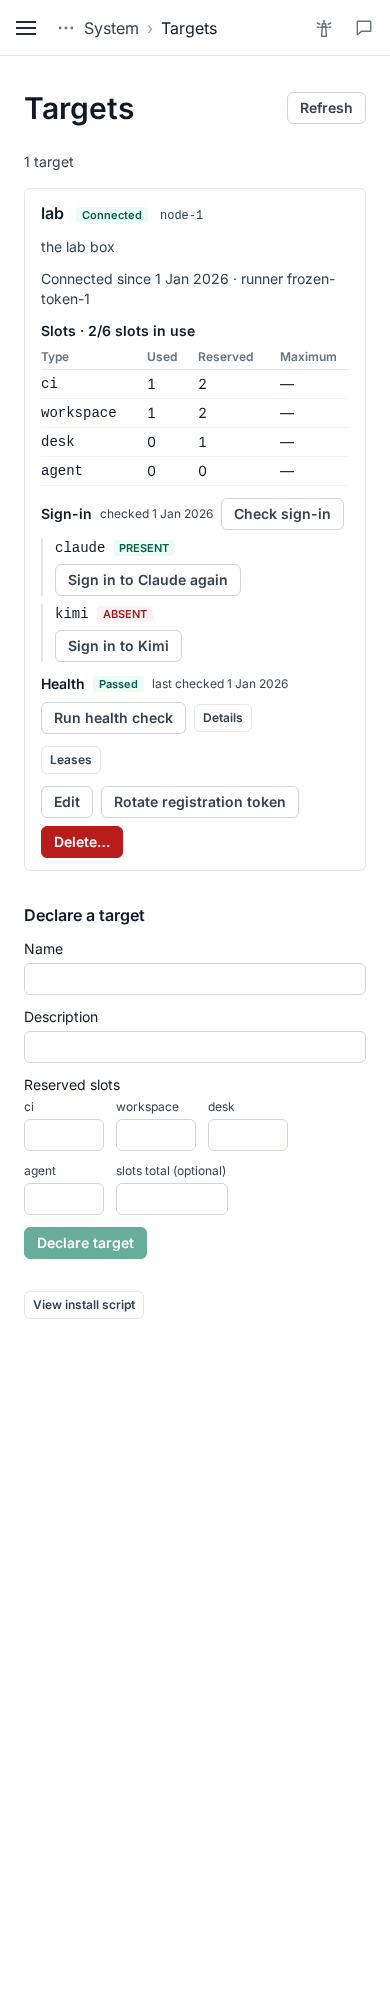 System › Targets
Targets
Refresh
1 target
lab Connected node-1
the lab box
Connected since 1 Jan 2026 · runner frozen-
token-1
Slots · 2/6 slots in use
Type Used Reserved Maximum
ci 1 2 —
workspace 1 2 —
desk 0 1 —
agent 0 0 —
Sign-in checked 1 Jan 2026 Check sign-in
claude PRESENT
Sign in to Claude again
kimi ABSENT
Sign in to Kimi
Health Passed last checked 1 Jan 2026
Run health check Details
Leases
Edit Rotate registration token
Delete...
Declare a target
Name
Description
Reserved slots
ci workspace desk
agent slots total (optional)
Declare target
View install script